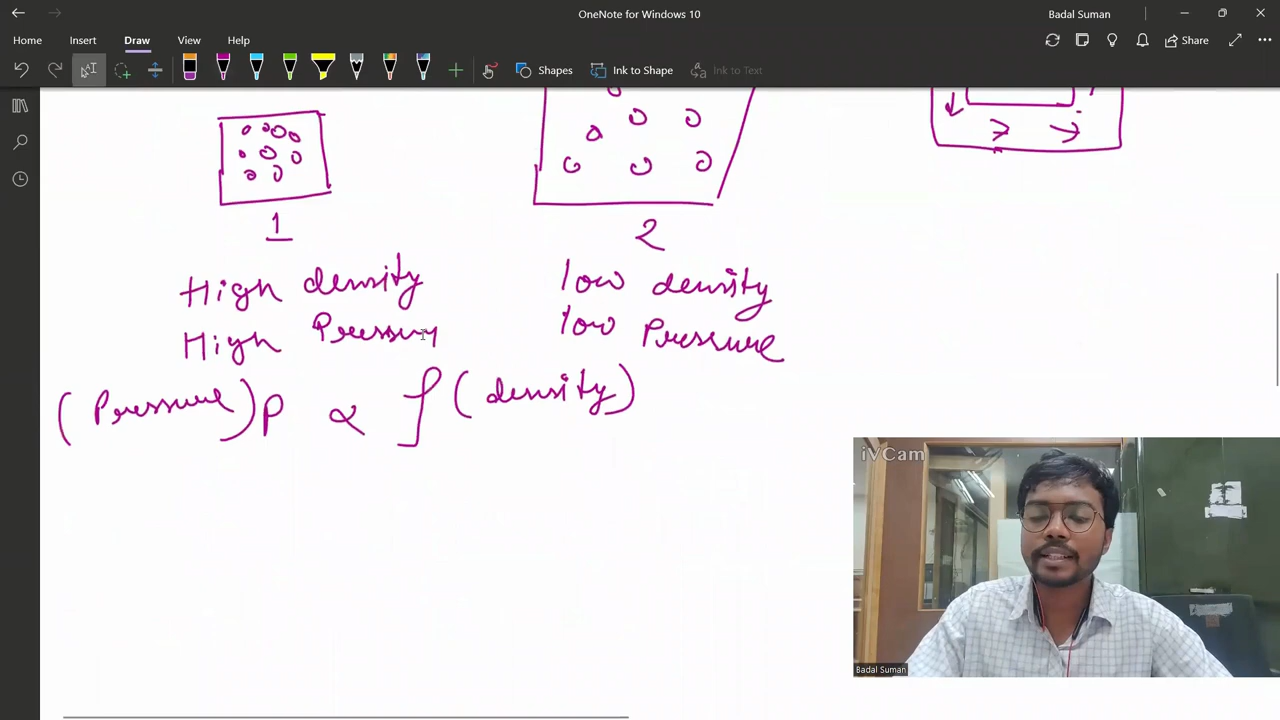 OneNote for Windows 10
Badal Suman
Home Insert Draw View Help
Share
Shapes
Ink to Shape
Ink to Text
1
2
High density
low density
High Pressure
low Pressure
(Pressure) P ∝ ρ (density)
iVCam
Badal Suman